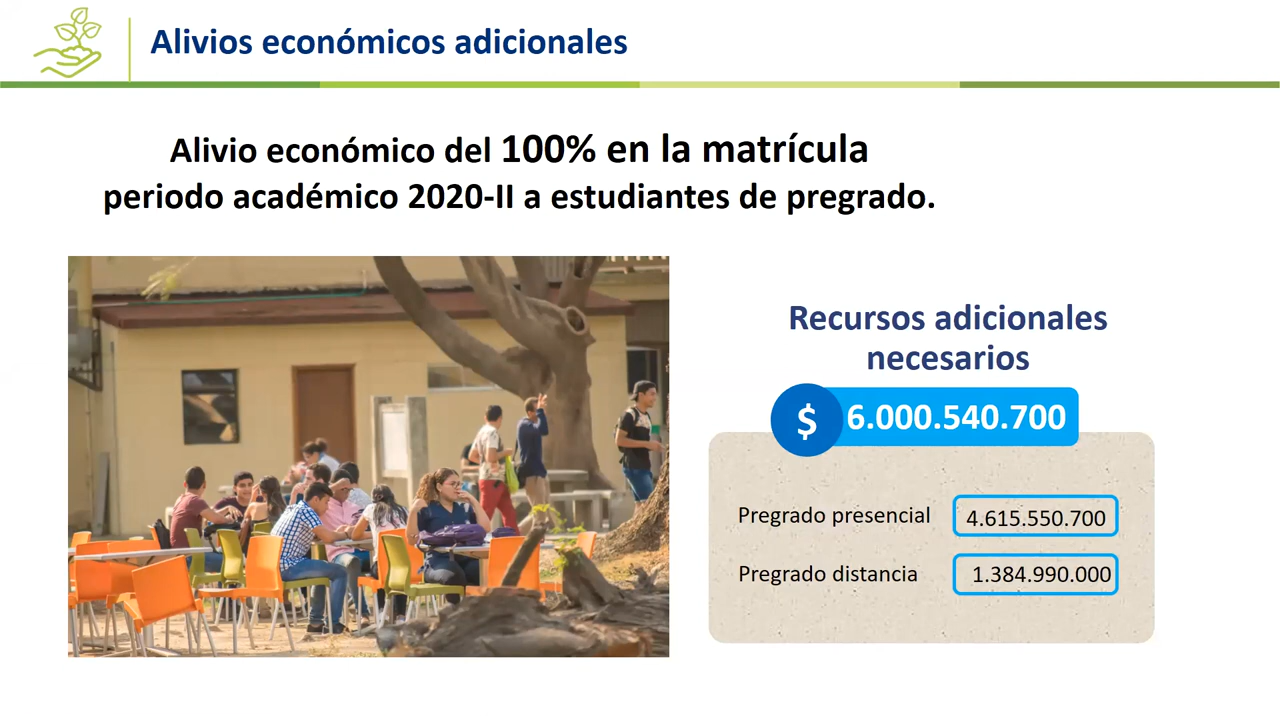 Alivios económicos adicionales
Alivio económico del 100% en la matrícula
periodo académico 2020-II a estudiantes de pregrado.
Recursos adicionales
necesarios
$ 6.000.540.700
Pregrado presencial 4.615.550.700
Pregrado distancia 1.384.990.000